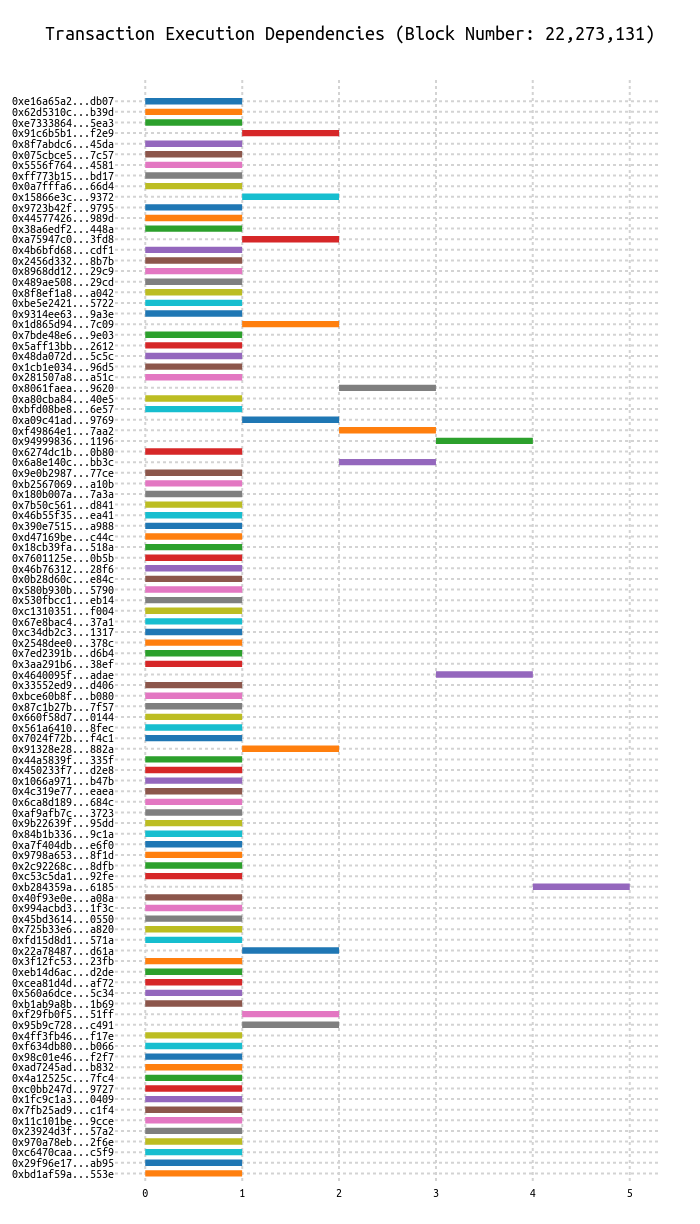 Transaction Execution Dependencies (Block Number: 22,273,131)
0xe16a65a2...db07
0x62d5310c...b39d
0xe7333864...5ea3
0x91c6b5b1...f2e9
0x8f7abdc6...45da
0x075cbce5...7c57
0x5556f764...4581
0xff773b15...bd17
0x0a7fffa6...66d4
0x15866e3c...9372
0x9723b42f...9795
0x44577426...989d
0x38a6edf2...448a
0xa75947c0...3fd8
0x4b6bfd68...cdf1
0x2456d332...8b7b
0x8968dd12...29c9
0x489ae508...29cd
0x8f8ef1a8...a042
0xbe5e2421...5722
0x9314ee63...9a3e
0x1d865d94...7c09
0x7bde48e6...9e03
0x5aff13bb...2612
0x48da072d...5c5c
0x1cb1e034...96d5
0x281507a8...a51c
0x8061faea...9620
0xa80cba84...40e5
0xbfd08be8...6e57
0xa09c41ad...9769
0xf49864e1...7aa2
0x94999836...1196
0x6274dc1b...0b80
0x6a8e140c...bb3c
0x9e0b2987...77ce
0xb2567069...a10b
0x180b007a...7a3a
0x7b50c561...d841
0x46b55f35...ea41
0x390e7515...a988
0xd47169be...c44c
0x18cb39fa...518a
0x7601125e...0b5b
0x46b76312...28f6
0x0b28d60c...e84c
0x580b930b...5790
0x530fbcc1...eb14
0xc1310351...f004
0x67e8bac4...37a1
0xc34db2c3...1317
0x2548dee0...378c
0x7ed2391b...d6b4
0x3aa291b6...38ef
0x4640095f...adae
0x33552ed9...d406
0xbce60b8f...b080
0x87c1b27b...7f57
0x660f58d7...0144
0x561a6410...8fec
0x7024f72b...f4c1
0x91328e28...882a
0x44a5839f...335f
0x450233f7...d2e8
0x1066a971...b47b
0x4c319e77...eaea
0x6ca8d189...684c
0xaf9afb7c...3723
0x9b22639f...95dd
0x84b1b336...9c1a
0xa7f404db...e6f0
0x9798a653...8f1d
0x2c92268c...8dfb
0xc53c5da1...92fe
0xb284359a...6185
0x40f93e0e...a08a
0x994acbd3...1f3c
0x45bd3614...0550
0x725b33e6...a820
0xfd15d8d1...571a
0x22a78487...d61a
0x3f12fc53...23fb
0xeb14d6ac...d2de
0xcea81d4d...af72
0x560a6dce...5c34
0xb1ab9a8b...1b69
0xf29fb0f5...51ff
0x95b9c728...c491
0x4ff3fb46...f17e
0xf634db80...b066
0x98c01e46...f2f7
0xad7245ad...b832
0x4a12525c...7fc4
0xc0bb247d...9727
0x1fc9c1a3...0409
0x7fb25ad9...c1f4
0x11c101be...9cce
0x23924d3f...57a2
0x970a78eb...2f6e
0xc6470caa...c5f9
0x29f96e17...ab95
0xbd1af59a...553e
0 1 2 3 4 5